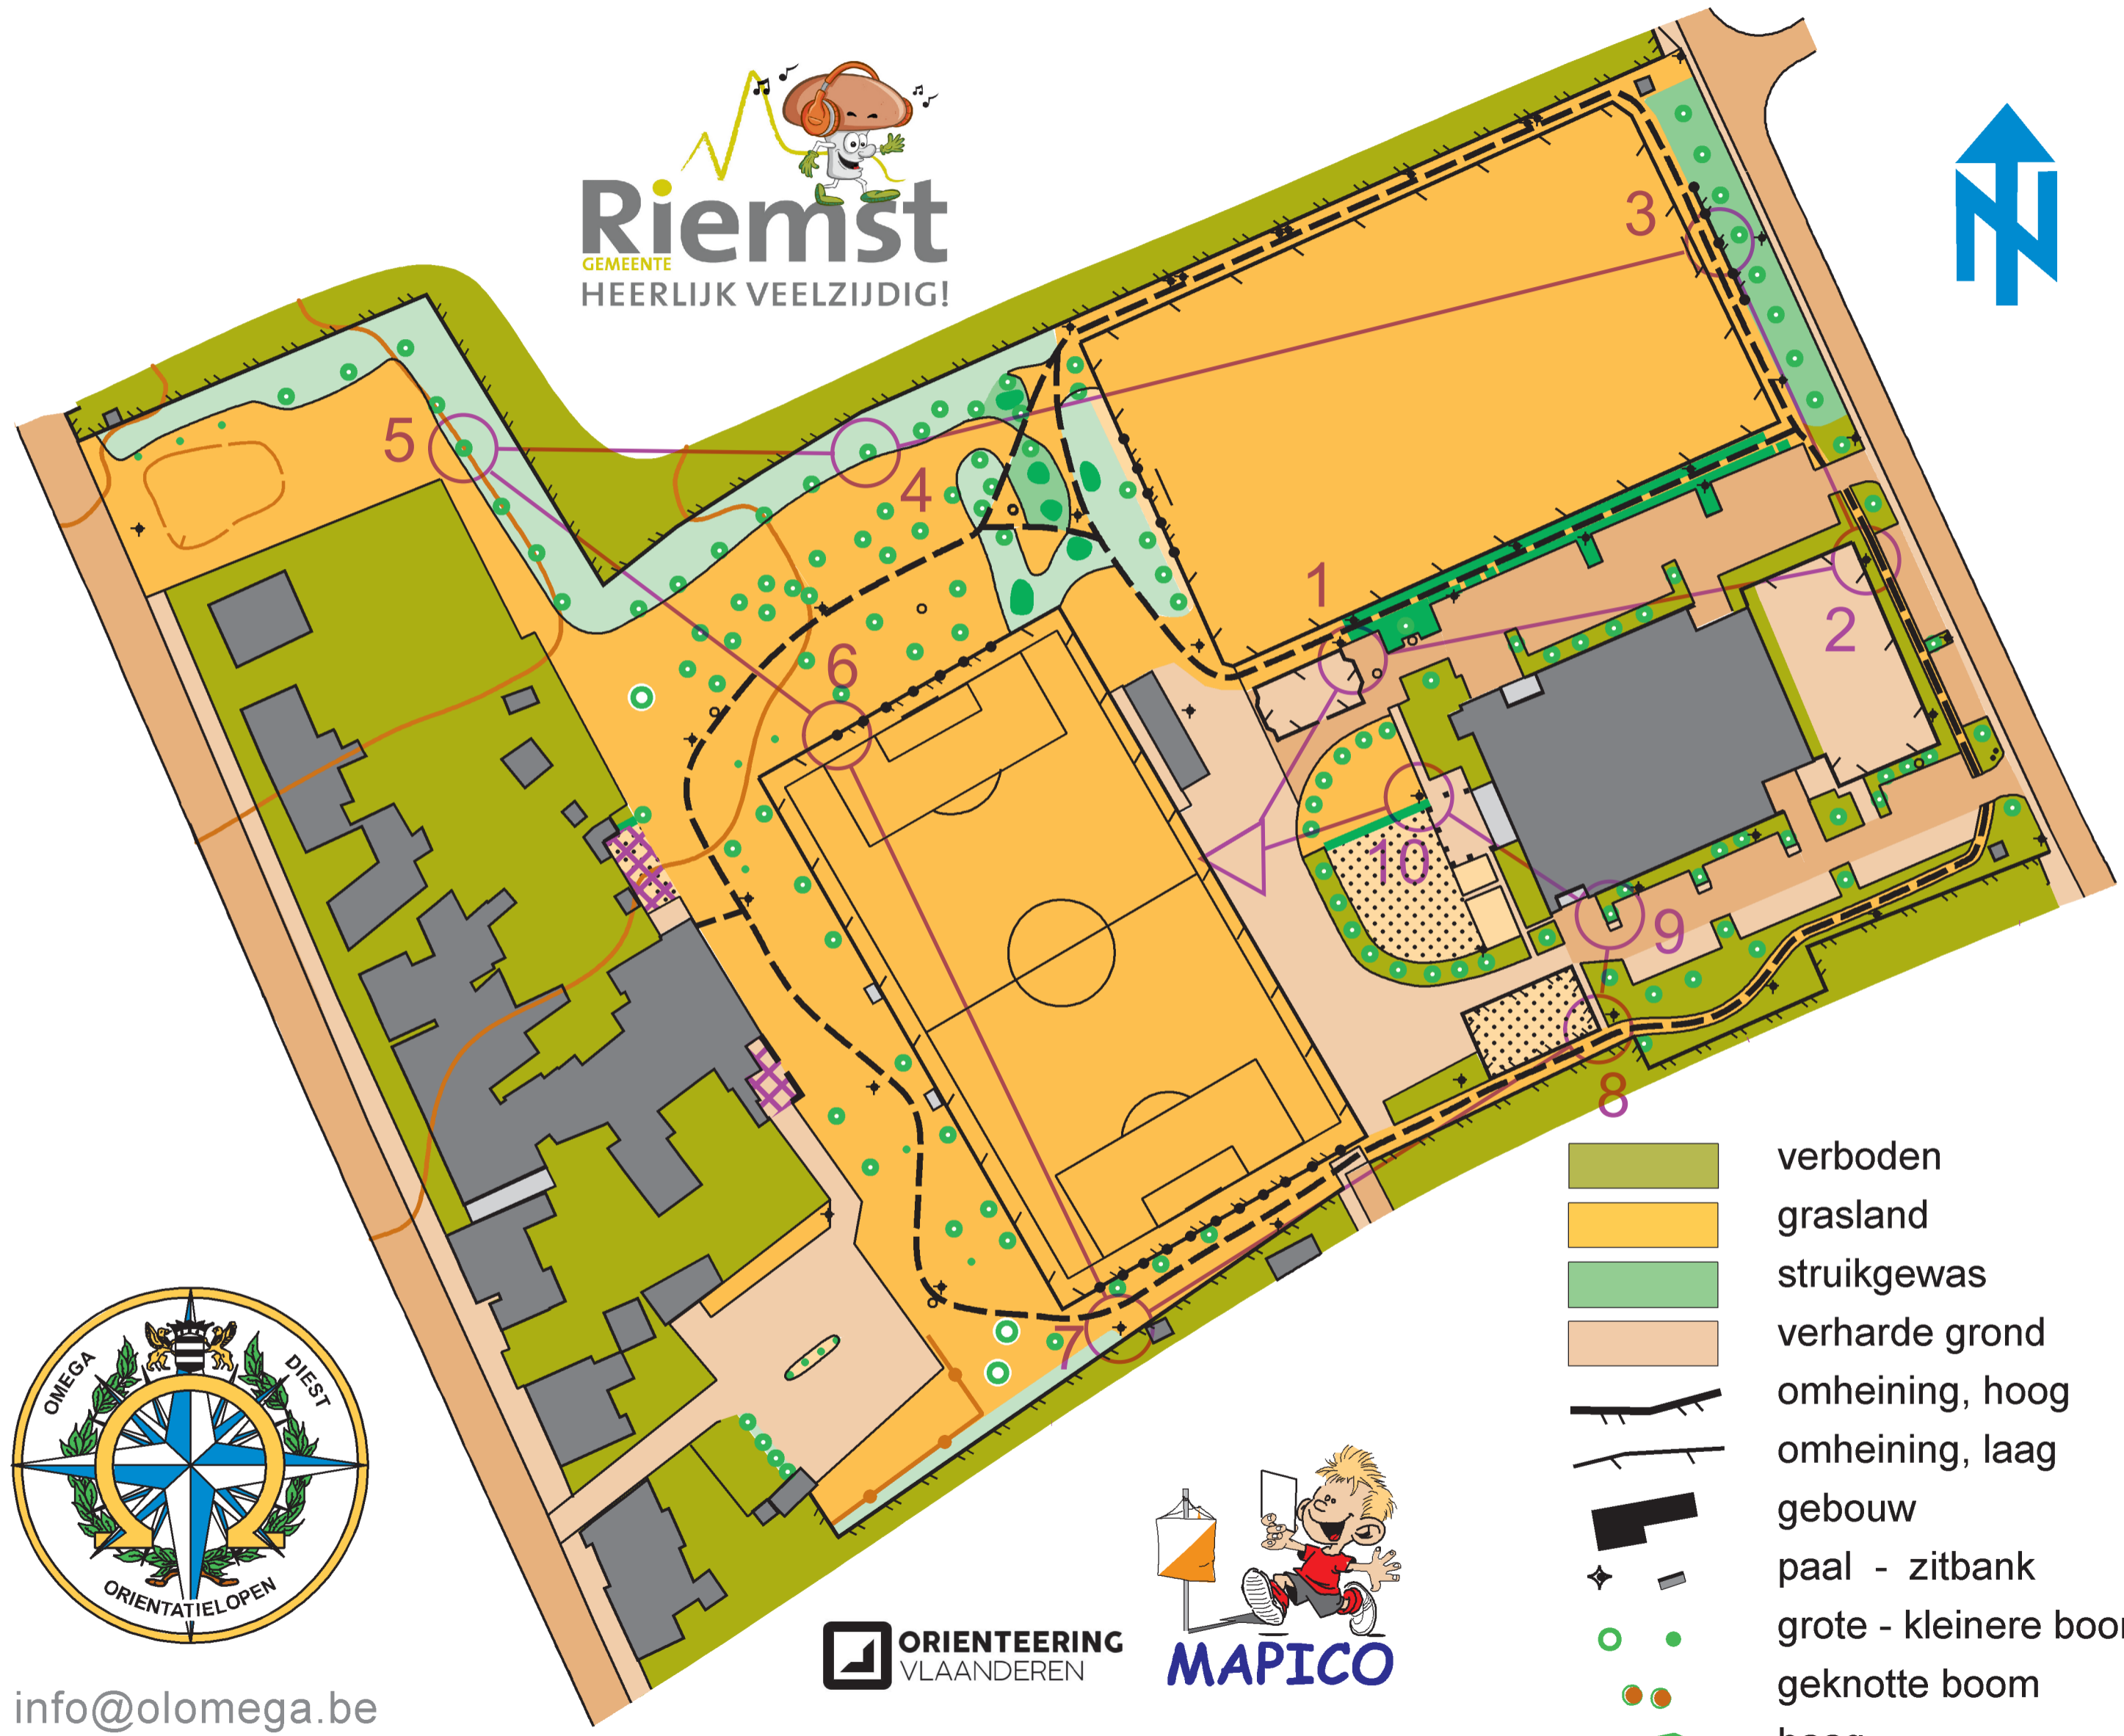 Riemst
GEMEENTE
HEERLIJK VEELZIJDIG!
N
3
5
4
1
2
6
10
9
8
7
verboden
grasland
struikgewas
verharde grond
omheining, hoog
omheining, laag
gebouw
paal - zitbank
grote - kleinere boom
geknotte boom
OMEGA DIEST
ORIENTATIELOPEN
ORIENTEERING
VLAANDEREN
MAPICO
info@olomega.be